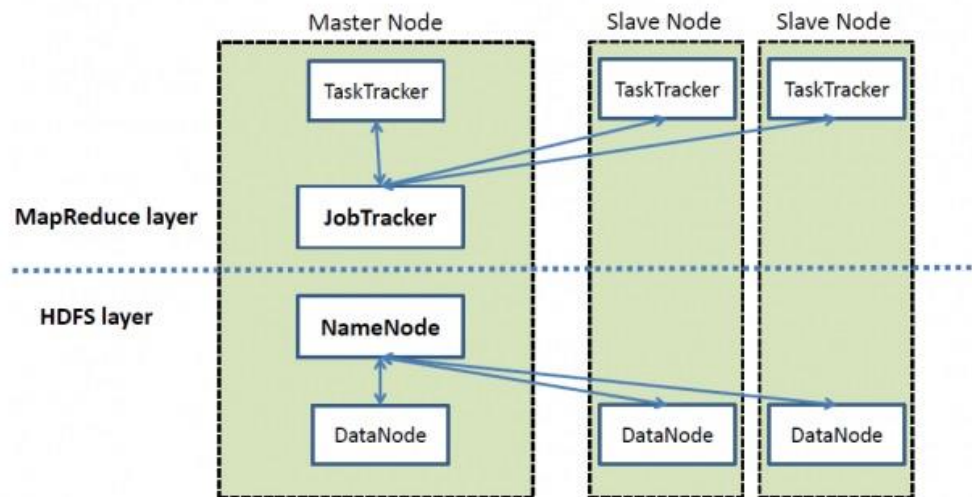 Master Node
Slave Node
Slave Node
TaskTracker
TaskTracker
TaskTracker
MapReduce layer
JobTracker
HDFS layer
NameNode
DataNode
DataNode
DataNode